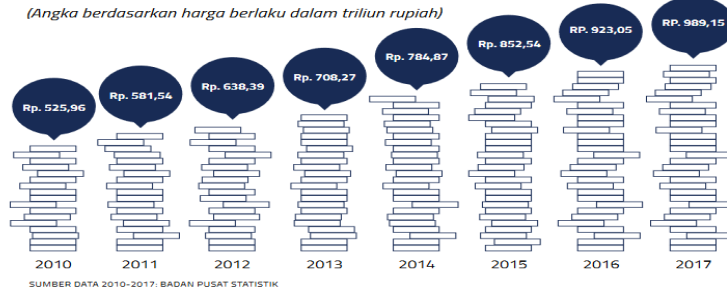 (Angka berdasarkan harga berlaku dalam triliun rupiah)
Rp. 525,96
Rp. 581,54
Rp. 638,39
Rp. 708,27
Rp. 784,87
Rp. 852,54
RP. 923,05
RP. 989,15
2010 2011 2012 2013 2014 2015 2016 2017
SUMBER DATA 2010-2017: BADAN PUSAT STATISTIK